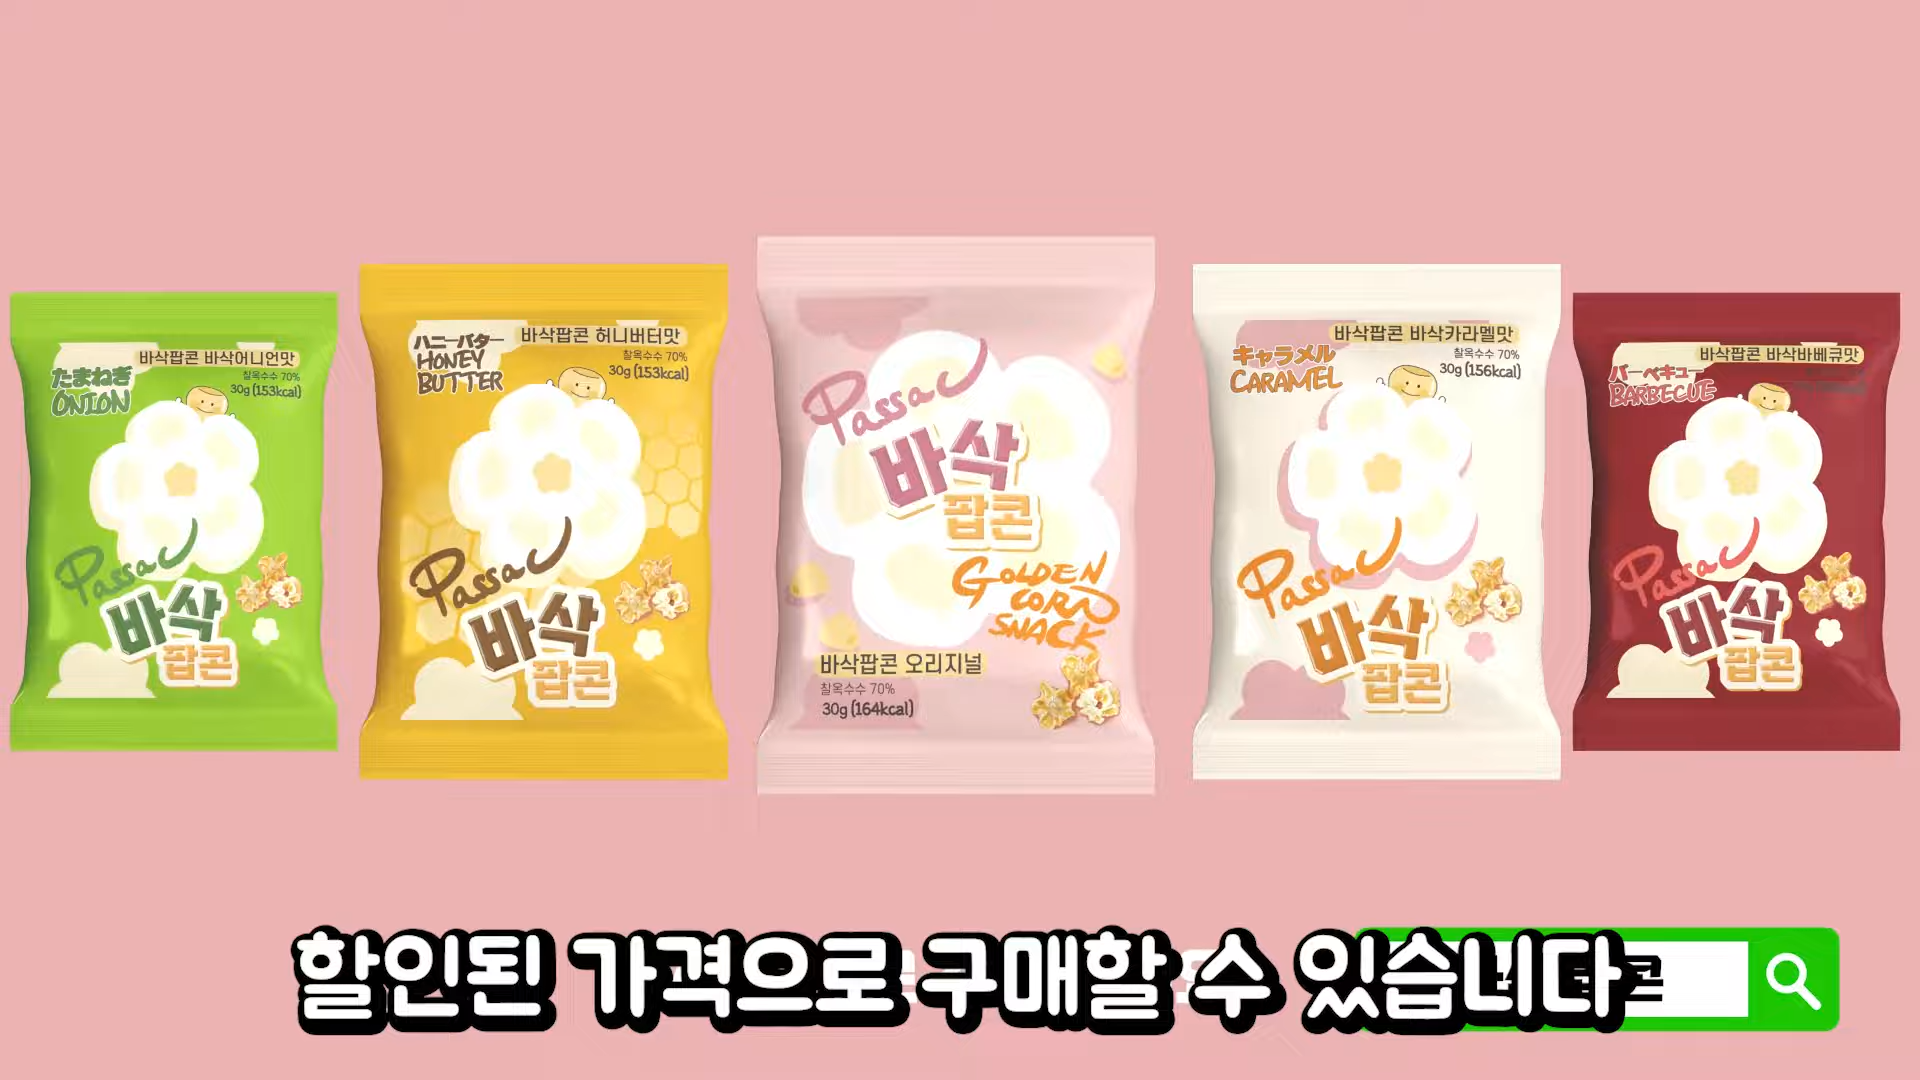 たまねぎ
ONION
바삭팝콘 바삭어니언맛
찰옥수수 70%
30g (153kcal)
Passac
바삭
팝콘
ハニーバター
HONEY
BUTTER
바삭팝콘 허니버터맛
찰옥수수 70%
30g (153kcal)
Passac
바삭
팝콘
Passac
바삭
팝콘
GOLDEN
CORN
SNACK
바삭팝콘 오리지널
찰옥수수 70%
30g (164kcal)
キャラメル
CARAMEL
바삭팝콘 바삭카라멜맛
찰옥수수 70%
30g (156kcal)
Passac
바삭
팝콘
バーベキュー
BARBECUE
바삭팝콘 바삭바베큐맛
Passac
바삭
팝콘
할인된 가격으로 구매할 수 있습니다